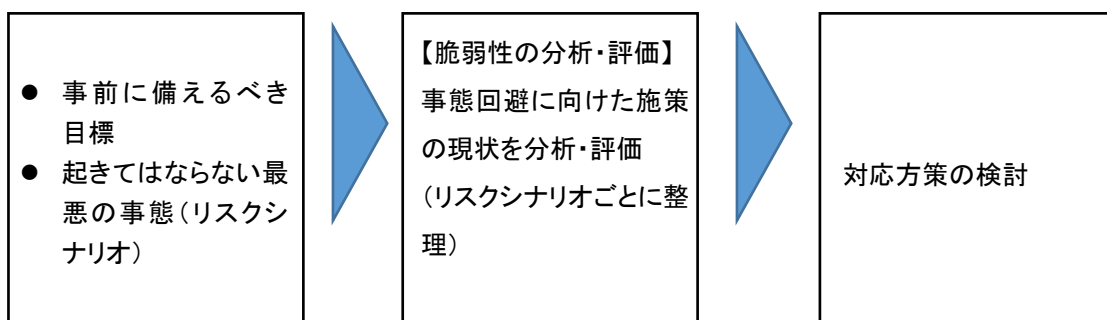 ● 事前に備えるべき
目標
● 起きてはならない最
悪の事態(リスクシ
ナリオ)
【脆弱性の分析・評価】
事態回避に向けた施策
の現状を分析・評価
(リスクシナリオごとに整
理)
対応方策の検討